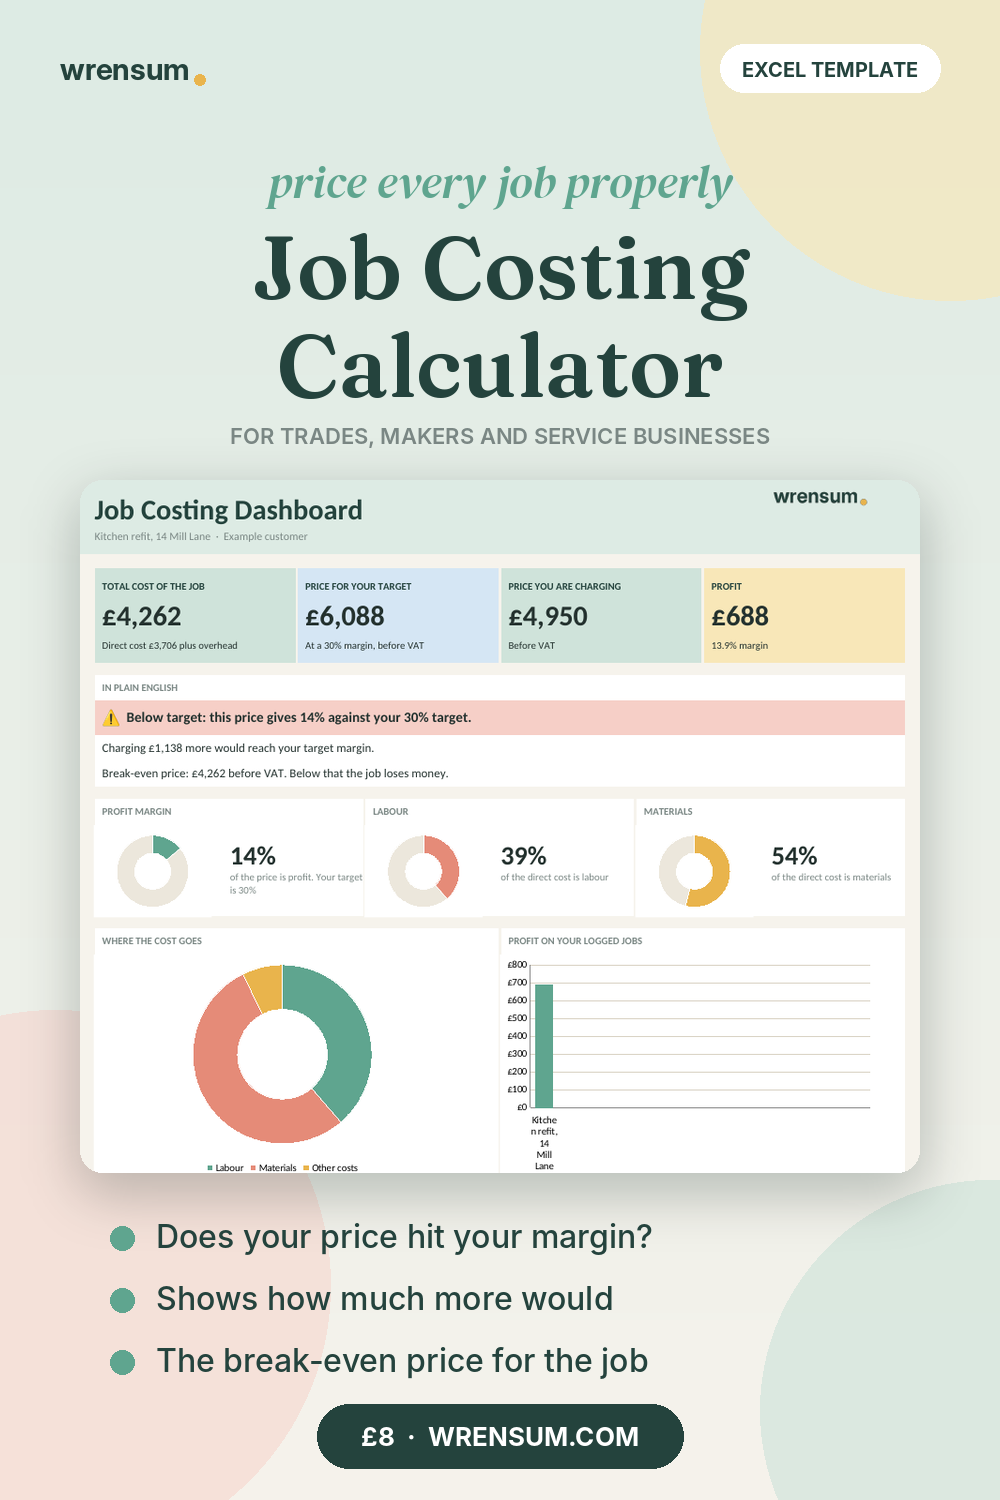 wrensum
EXCEL TEMPLATE
price every job properly
Job Costing
Calculator
FOR TRADES, MAKERS AND SERVICE BUSINESSES
Job Costing Dashboard
wrensum
Kitchen refit, 14 Mill Lane · Example customer
TOTAL COST OF THE JOB
£4,262
Direct cost £3,706 plus overhead
PRICE FOR YOUR TARGET
£6,088
At a 30% margin, before VAT
PRICE YOU ARE CHARGING
£4,950
Before VAT
PROFIT
£688
13.9% margin
IN PLAIN ENGLISH
Below target: this price gives 14% against your 30% target.
Charging £1,138 more would reach your target margin.
Break-even price: £4,262 before VAT. Below that the job loses money.
PROFIT MARGIN
14%
of the price is profit. Your target
is 30%
LABOUR
39%
of the direct cost is labour
MATERIALS
54%
of the direct cost is materials
WHERE THE COST GOES
Labour Materials Other costs
PROFIT ON YOUR LOGGED JOBS
£800
£700
£600
£500
£400
£300
£200
£100
£0
Kitche
n refit,
14
Mill
Lane
Does your price hit your margin?
Shows how much more would
The break-even price for the job
£8 · WRENSUM.COM